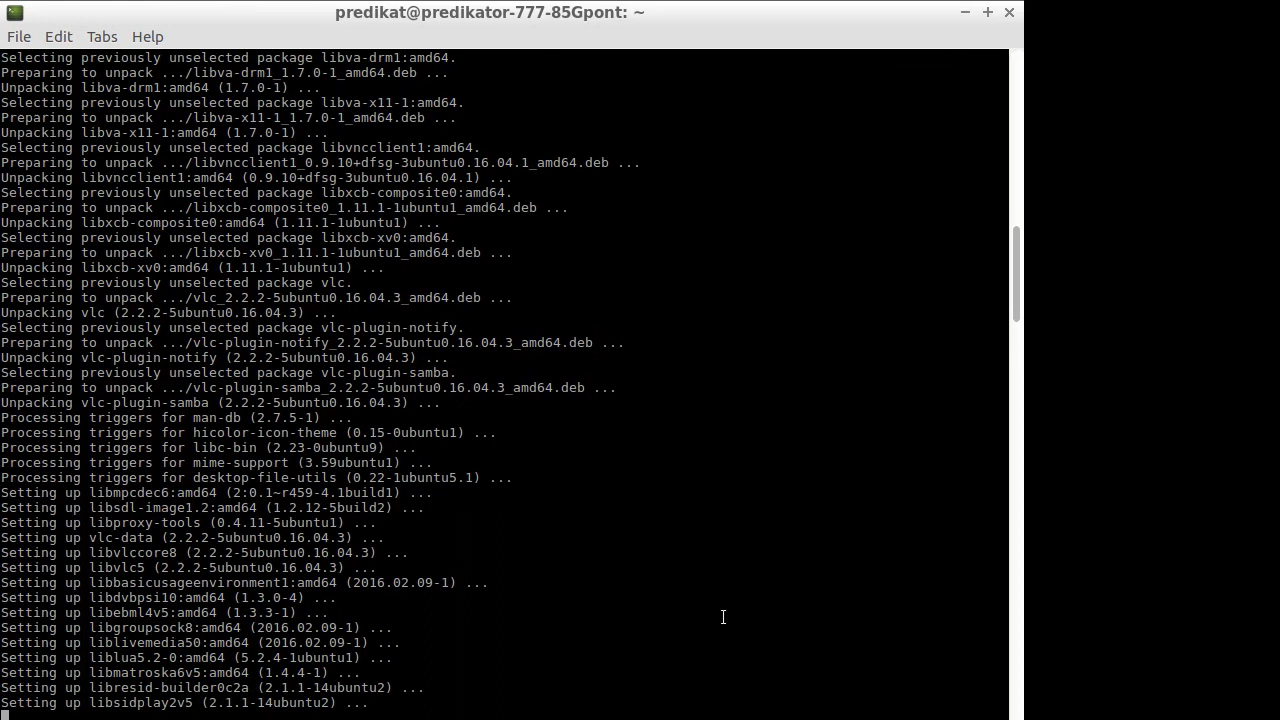 predikat@predikator-777-85Gpont: ~
File Edit Tabs Help
Selecting previously unselected package libva-drm1:amd64.
Preparing to unpack .../libva-drm1_1.7.0-1_amd64.deb ...
Unpacking libva-drm1:amd64 (1.7.0-1) ...
Selecting previously unselected package libva-x11-1:amd64.
Preparing to unpack .../libva-x11-1_1.7.0-1_amd64.deb ...
Unpacking libva-x11-1:amd64 (1.7.0-1) ...
Selecting previously unselected package libvncclient1:amd64.
Preparing to unpack .../libvncclient1_0.9.10+dfsg-3ubuntu0.16.04.1_amd64.deb ...
Unpacking libvncclient1:amd64 (0.9.10+dfsg-3ubuntu0.16.04.1) ...
Selecting previously unselected package libxcb-composite0:amd64.
Preparing to unpack .../libxcb-composite0_1.11.1-1ubuntu1_amd64.deb ...
Unpacking libxcb-composite0:amd64 (1.11.1-1ubuntu1) ...
Selecting previously unselected package libxcb-xv0:amd64.
Preparing to unpack .../libxcb-xv0_1.11.1-1ubuntu1_amd64.deb ...
Unpacking libxcb-xv0:amd64 (1.11.1-1ubuntu1) ...
Selecting previously unselected package vlc.
Preparing to unpack .../vlc_2.2.2-5ubuntu0.16.04.3_amd64.deb ...
Unpacking vlc (2.2.2-5ubuntu0.16.04.3) ...
Selecting previously unselected package vlc-plugin-notify.
Preparing to unpack .../vlc-plugin-notify_2.2.2-5ubuntu0.16.04.3_amd64.deb ...
Unpacking vlc-plugin-notify (2.2.2-5ubuntu0.16.04.3) ...
Selecting previously unselected package vlc-plugin-samba.
Preparing to unpack .../vlc-plugin-samba_2.2.2-5ubuntu0.16.04.3_amd64.deb ...
Unpacking vlc-plugin-samba (2.2.2-5ubuntu0.16.04.3) ...
Processing triggers for man-db (2.7.5-1) ...
Processing triggers for hicolor-icon-theme (0.15-0ubuntu1) ...
Processing triggers for libc-bin (2.23-0ubuntu9) ...
Processing triggers for mime-support (3.59ubuntu1) ...
Processing triggers for desktop-file-utils (0.22-1ubuntu5.1) ...
Setting up libmpcdec6:amd64 (2:0.1~r459-4.1build1) ...
Setting up libsdl-image1.2:amd64 (1.2.12-5build2) ...
Setting up libproxy-tools (0.4.11-5ubuntu1) ...
Setting up vlc-data (2.2.2-5ubuntu0.16.04.3) ...
Setting up libvlccore8 (2.2.2-5ubuntu0.16.04.3) ...
Setting up libvlc5 (2.2.2-5ubuntu0.16.04.3) ...
Setting up libbasicusageenvironment1:amd64 (2016.02.09-1) ...
Setting up libdvbpsi10:amd64 (1.3.0-4) ...
Setting up libebml4v5:amd64 (1.3.3-1) ...
Setting up libgroupsock8:amd64 (2016.02.09-1) ...
Setting up liblivemedia50:amd64 (2016.02.09-1) ...
Setting up liblua5.2-0:amd64 (5.2.4-1ubuntu1) ...
Setting up libmatroska6v5:amd64 (1.4.4-1) ...
Setting up libresid-builder0c2a (2.1.1-14ubuntu2) ...
Setting up libsidplay2v5 (2.1.1-14ubuntu2) ...